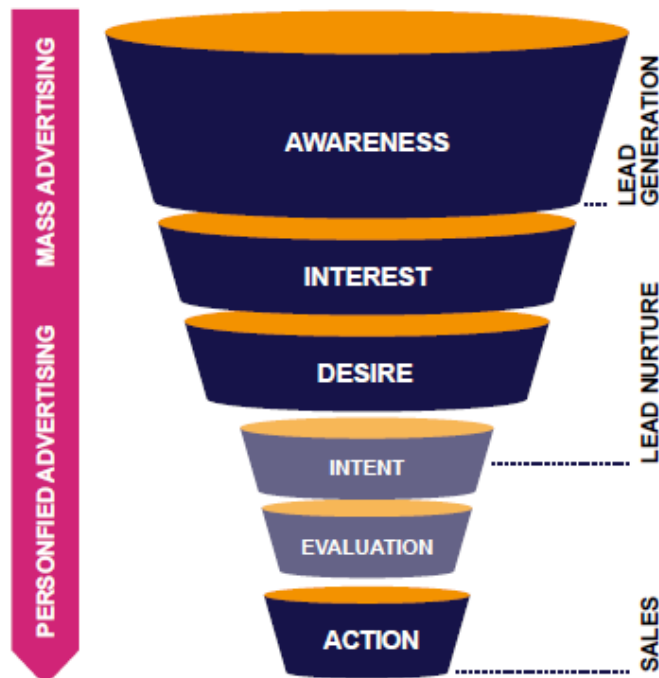 MASS ADVERTISING
PERSONFIED ADVERTISING
AWARENESS
INTEREST
DESIRE
INTENT
EVALUATION
ACTION
LEAD
GENERATION
LEAD NURTURE
SALES